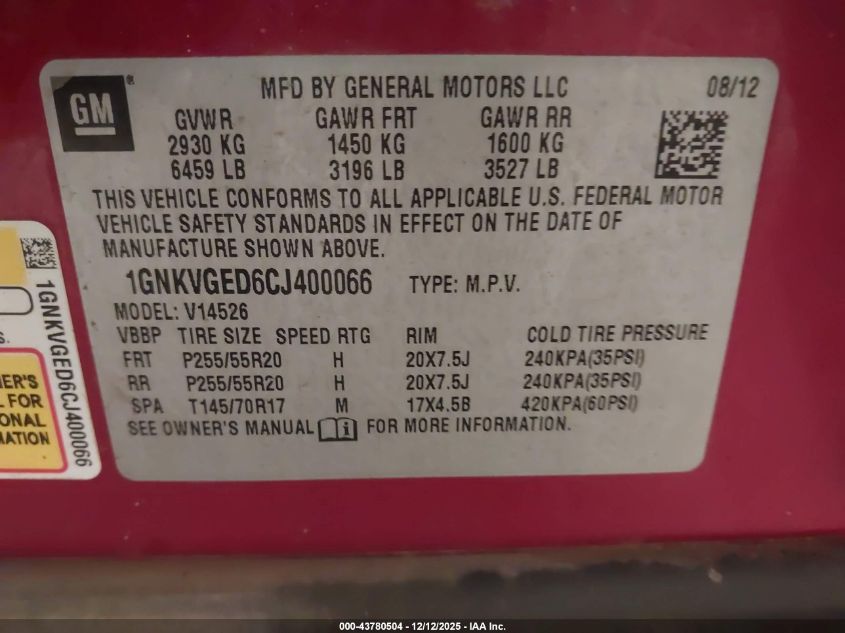 GM
®
MFD BY GENERAL MOTORS LLC 08/12
GVWR GAWR FRT GAWR RR
2930 KG 1450 KG 1600 KG
6459 LB 3196 LB 3527 LB
THIS VEHICLE CONFORMS TO ALL APPLICABLE U.S. FEDERAL MOTOR
VEHICLE SAFETY STANDARDS IN EFFECT ON THE DATE OF
MANUFACTURE SHOWN ABOVE.
1GNKVGED6CJ400066 TYPE: M.P.V.
MODEL: V14526
VBBP TIRE SIZE SPEED RTG RIM COLD TIRE PRESSURE
FRT P255/55R20 H 20X7.5J 240KPA(35PSI)
RR P255/55R20 H 20X7.5J 240KPA(35PSI)
SPA T145/70R17 M 17X4.5B 420KPA(60PSI)
SEE OWNER'S MANUAL FOR MORE INFORMATION.
1GNKVGED6CJ400066
S.
ER'S
FOR
ONAL
MATION
000-43780504 - 12/12/2025 - IAA Inc.